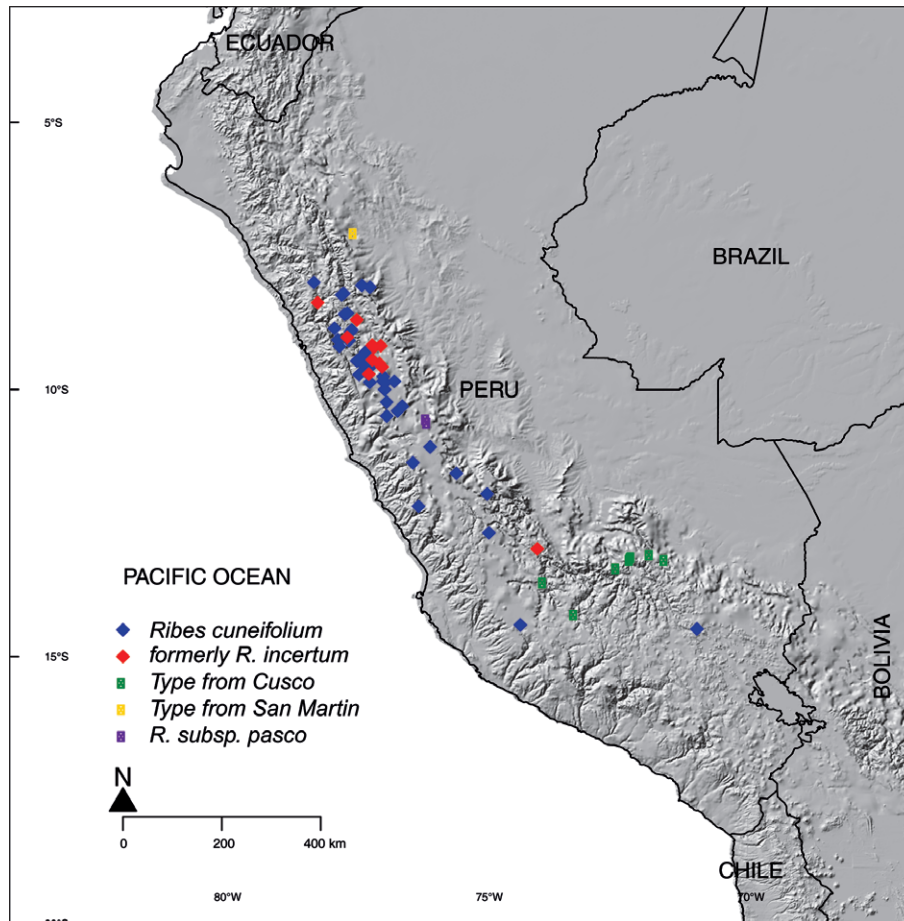 ECUADOR
5°S
BRAZIL
10°S
PERU
PACIFIC OCEAN
Ribes cuneifolium
formerly R. incertum
Type from Cusco
Type from San Martin
R. subsp. pasco
15°S
BOLIVIA
N
0 200 400 km
CHILE
80°W 75°W 70°W